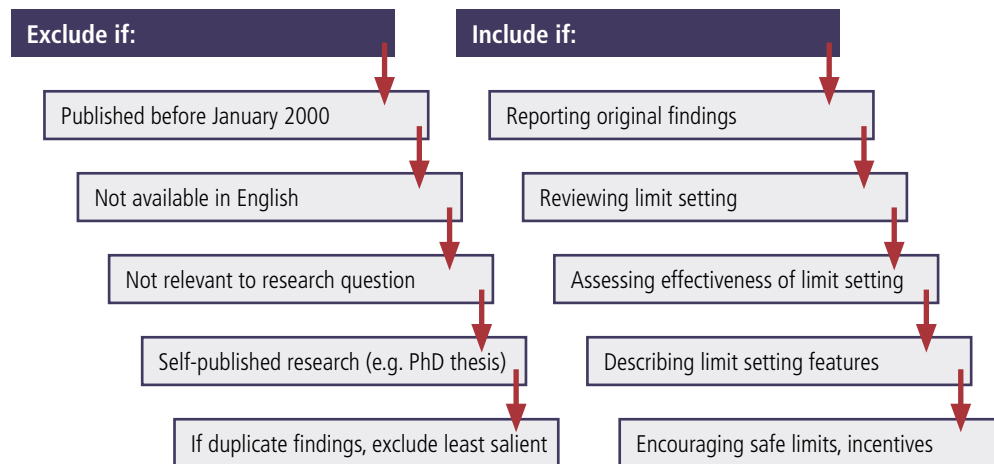 Exclude if:
Published before January 2000
Not available in English
Not relevant to research question
Self-published research (e.g. PhD thesis)
If duplicate findings, exclude least salient
Include if:
Reporting original findings
Reviewing limit setting
Assessing effectiveness of limit setting
Describing limit setting features
Encouraging safe limits, incentives